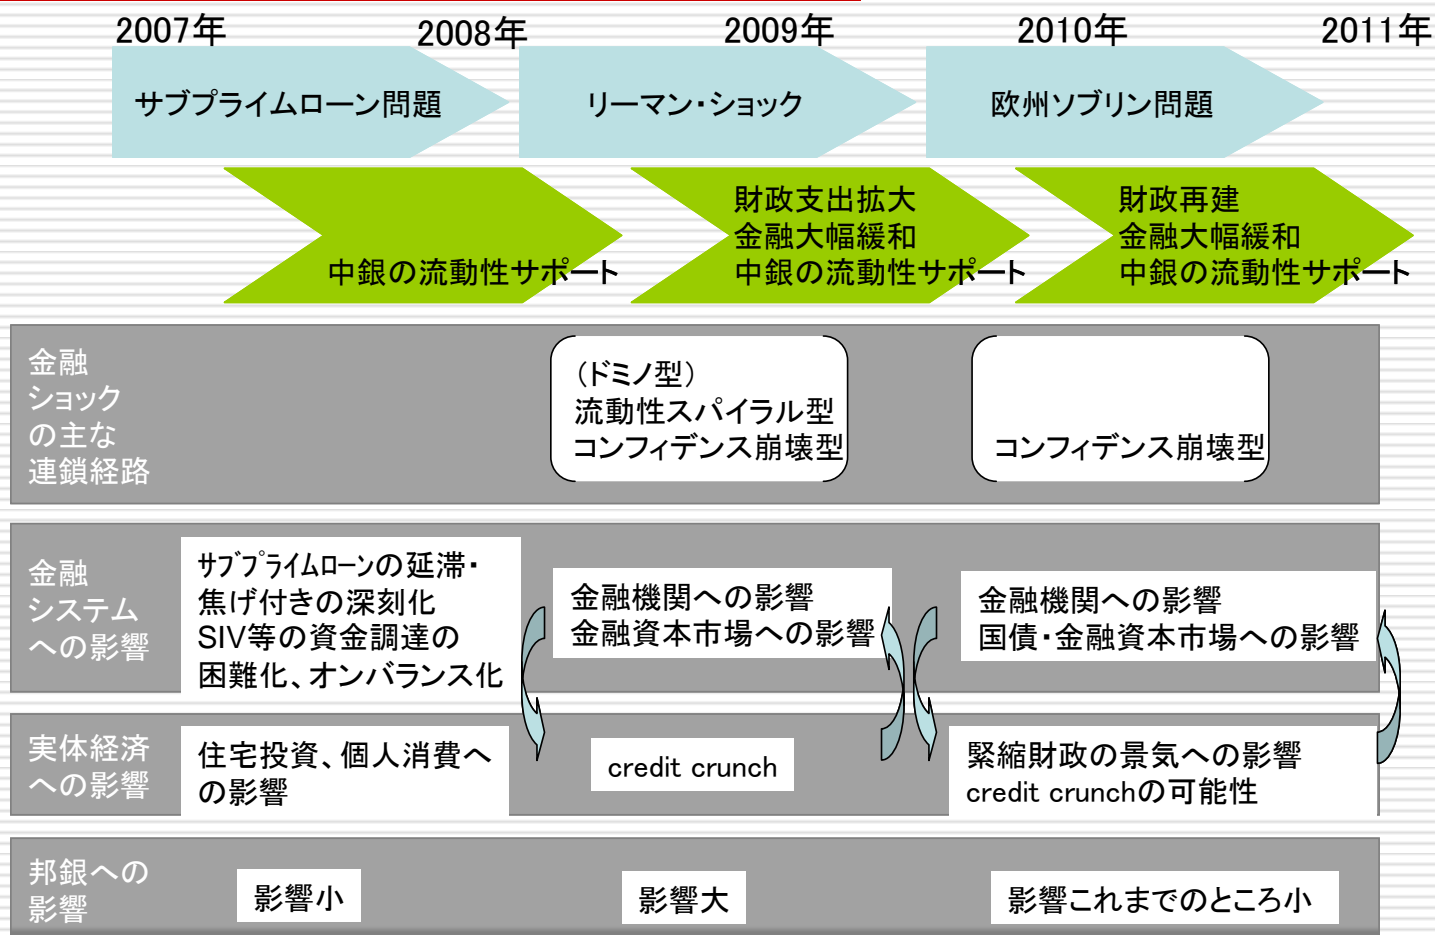 2007年
2008年
2009年
2010年
2011年
サブプライムローン問題
リーマン・ショック
欧州ソブリン問題
中銀の流動性サポート
財政支出拡大
金融大幅緩和
中銀の流動性サポート
財政再建
金融大幅緩和
中銀の流動性サポート
金融
ショック
の主な
連鎖経路
(ドミノ型)
流動性スパイラル型
コンフィデンス崩壊型
コンフィデンス崩壊型
金融
システム
への影響
ｻﾌﾞﾌﾟﾗｲﾑﾛｰﾝの延滞・
焦げ付きの深刻化
SIV等の資金調達の
困難化、オンバランス化
金融機関への影響
金融資本市場への影響
金融機関への影響
国債・金融資本市場への影響
実体経済
への影響
住宅投資、個人消費へ
の影響
credit crunch
緊縮財政の景気への影響
credit crunchの可能性
邦銀への
影響
影響小
影響大
影響これまでのところ小